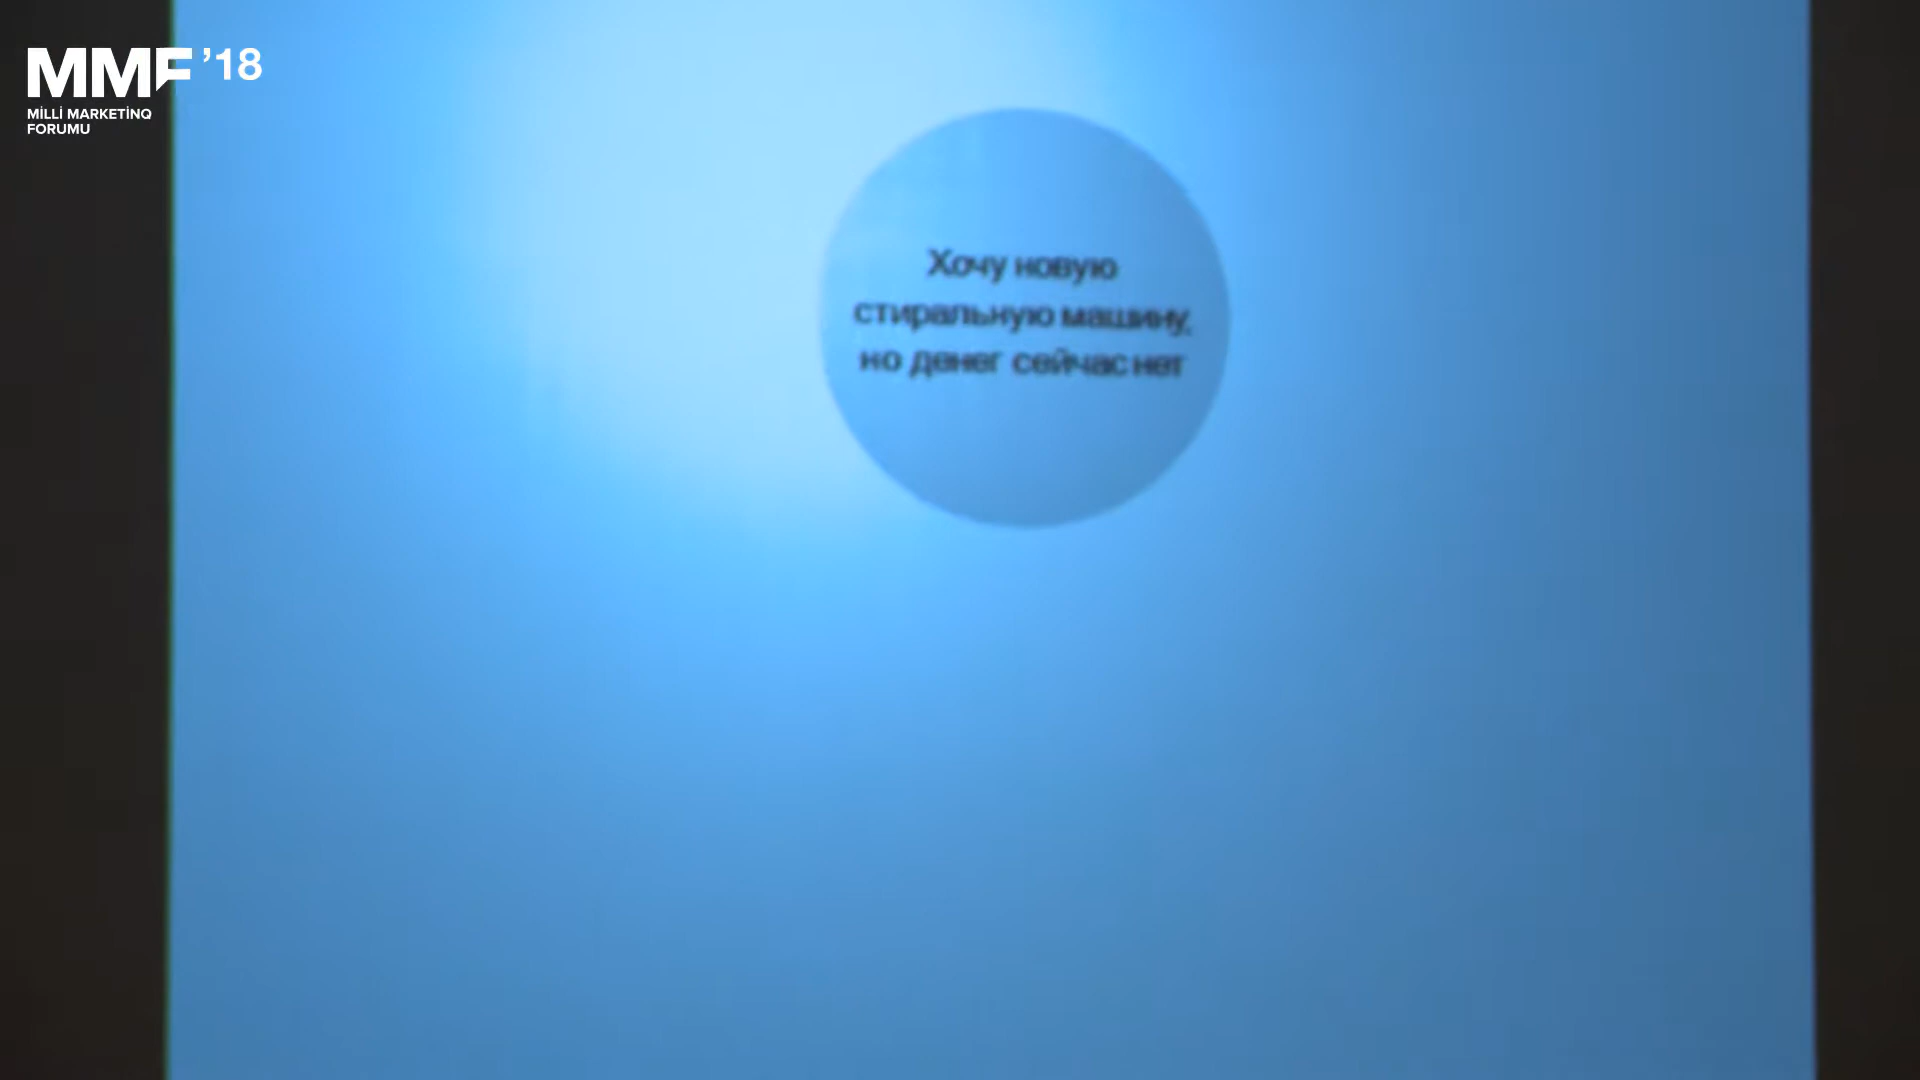 MMF '18
MİLLİ MARKETİNQ
FORUMU
Хочу новую
стиральную машину,
но денег сейчас нет